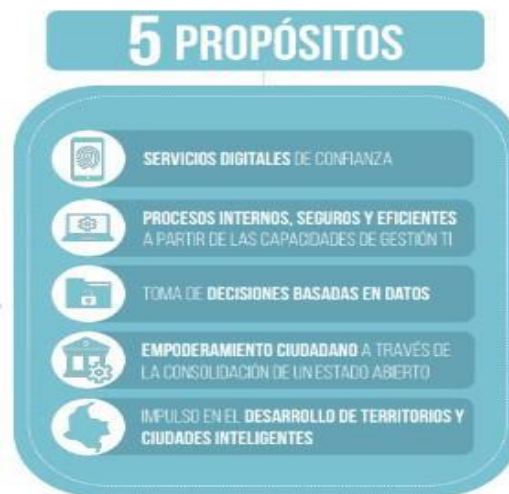 5 PROPÓSITOS
SERVICIOS DIGITALES DE CONFIANZA
PROCESOS INTERNOS, SEGUROS Y EFICIENTES
A PARTIR DE LAS CAPACIDADES DE GESTIÓN TI
TOMA DE DECISIONES BASADAS EN DATOS
EMPODERAMIENTO CIUDADANO A TRAVÉS DE
LA CONSOLIDACIÓN DE UN ESTADO ABIERTO
IMPULSO EN EL DESARROLLO DE TERRITORIOS Y
CIUDADES INTELIGENTES